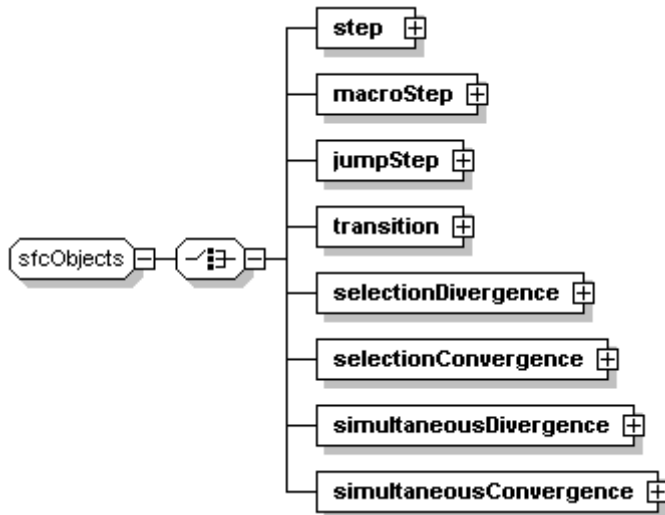 step
macroStep
jumpStep
transition
sfcObjects
selectionDivergence
selectionConvergence
simultaneousDivergence
simultaneousConvergence